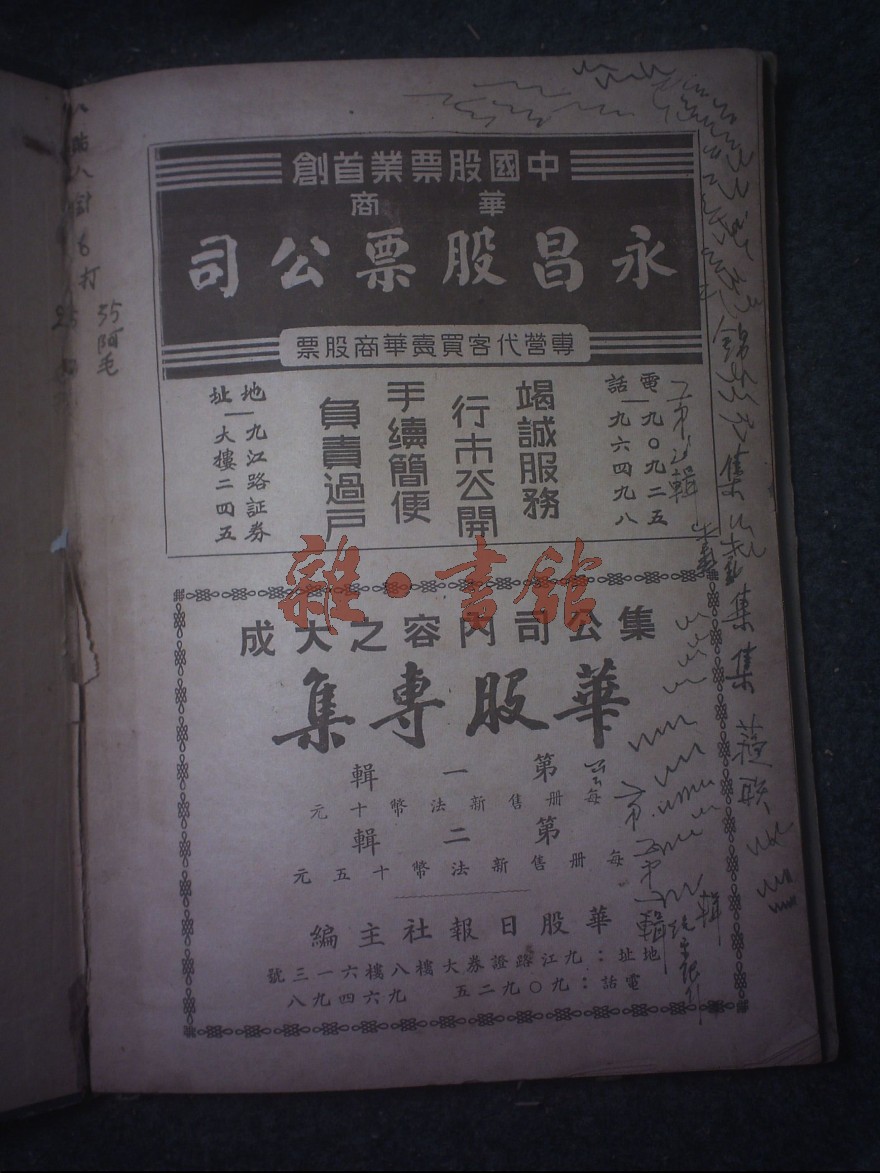 中國股票業首創
華商
永昌股票公司
專營代客買賣華商股票
電話—九〇九二五
九六四九八
竭誠服務
行市公開
手續簡便
負責過戶
地址—九江路証券
大樓二四五
雜·書館
集公司內容之大成
華股專集
第一輯
每册售新法幣十元
第二輯
每册售新法幣十五元
華股日報社主編
地址：九江路證券大樓八樓六一三號
電話：九〇九二五 九六四九八
35
阿毛